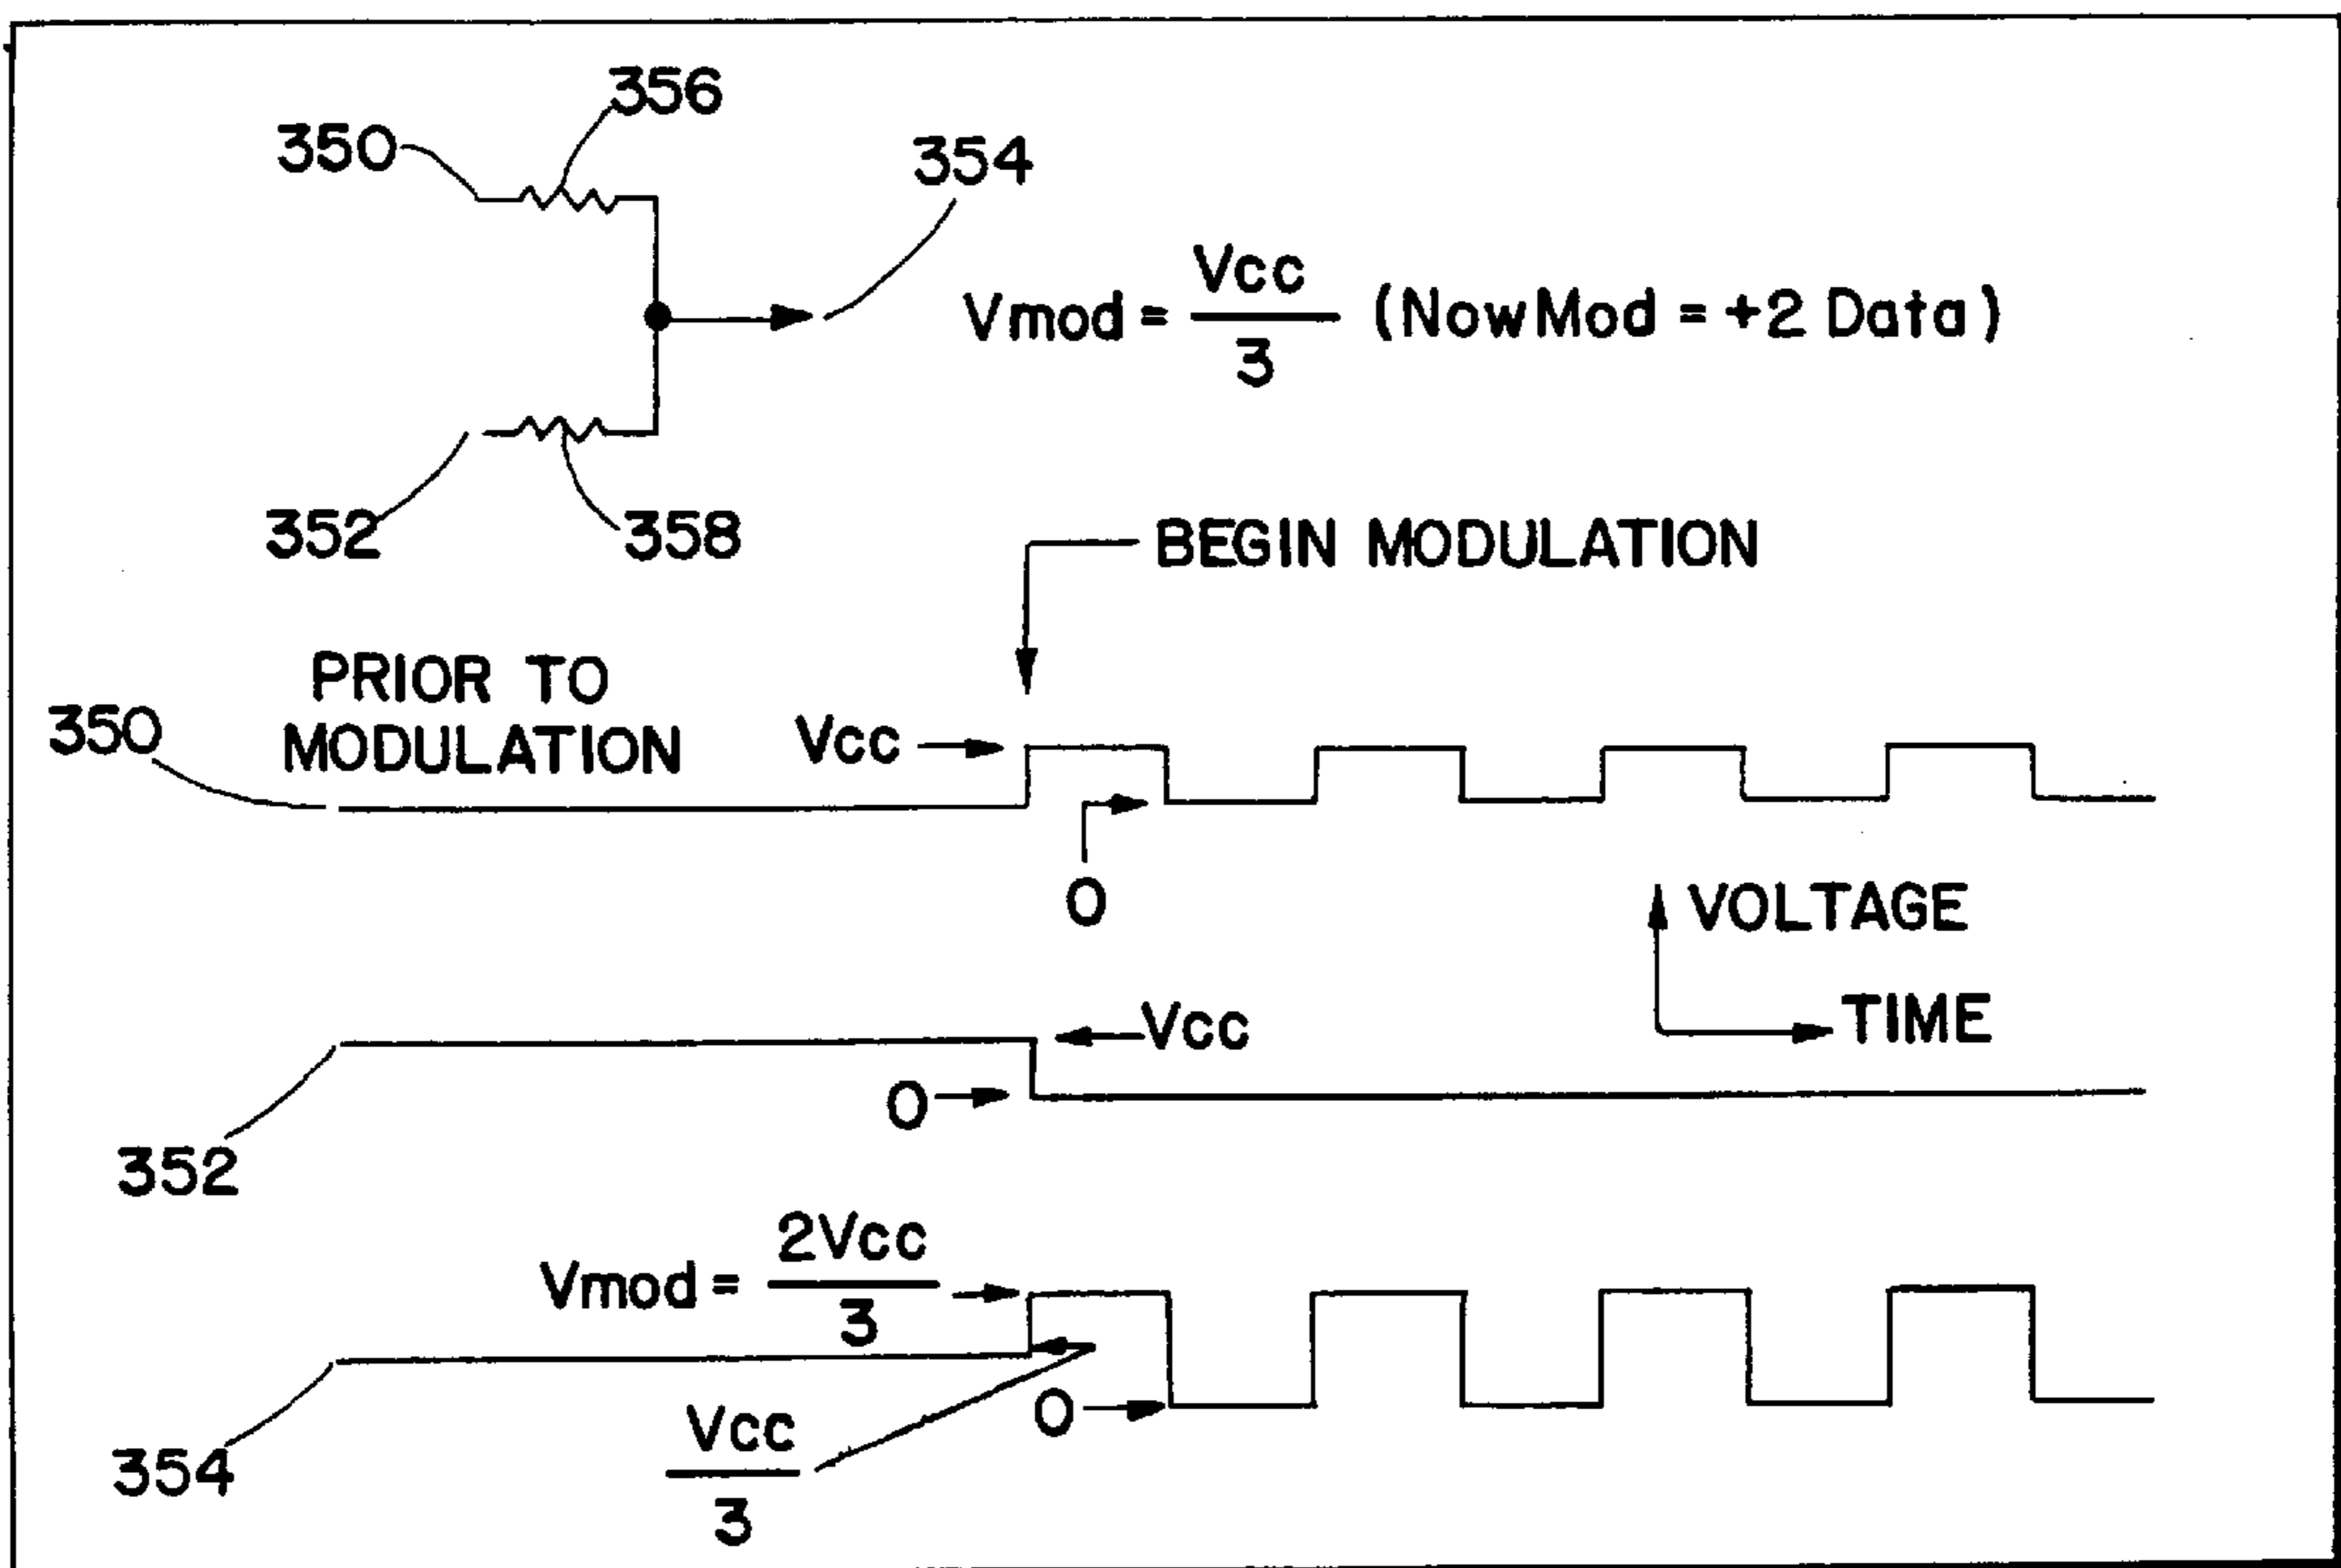 356
350
354
Vmod = Vcc/3 (NowMod = +2 Data)
352
358
BEGIN MODULATION
PRIOR TO
MODULATION
350
Vcc
0
VOLTAGE
TIME
Vcc
0
352
Vmod = 2Vcc/3
0
354
Vcc/3